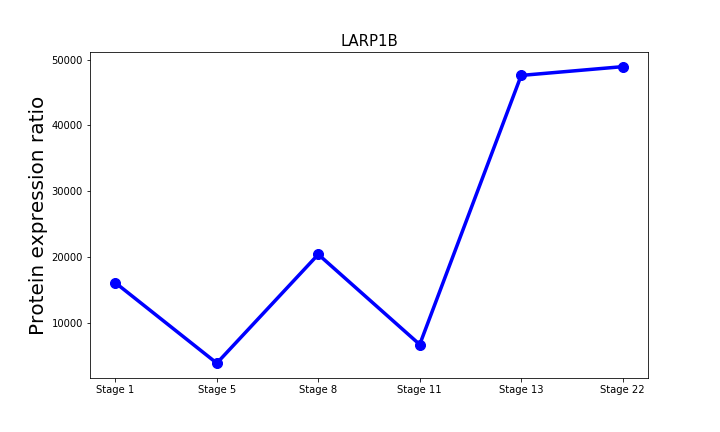 LARP1B
Protein expression ratio
50000
40000
30000
20000
10000
Stage 1 Stage 5 Stage 8 Stage 11 Stage 13 Stage 22